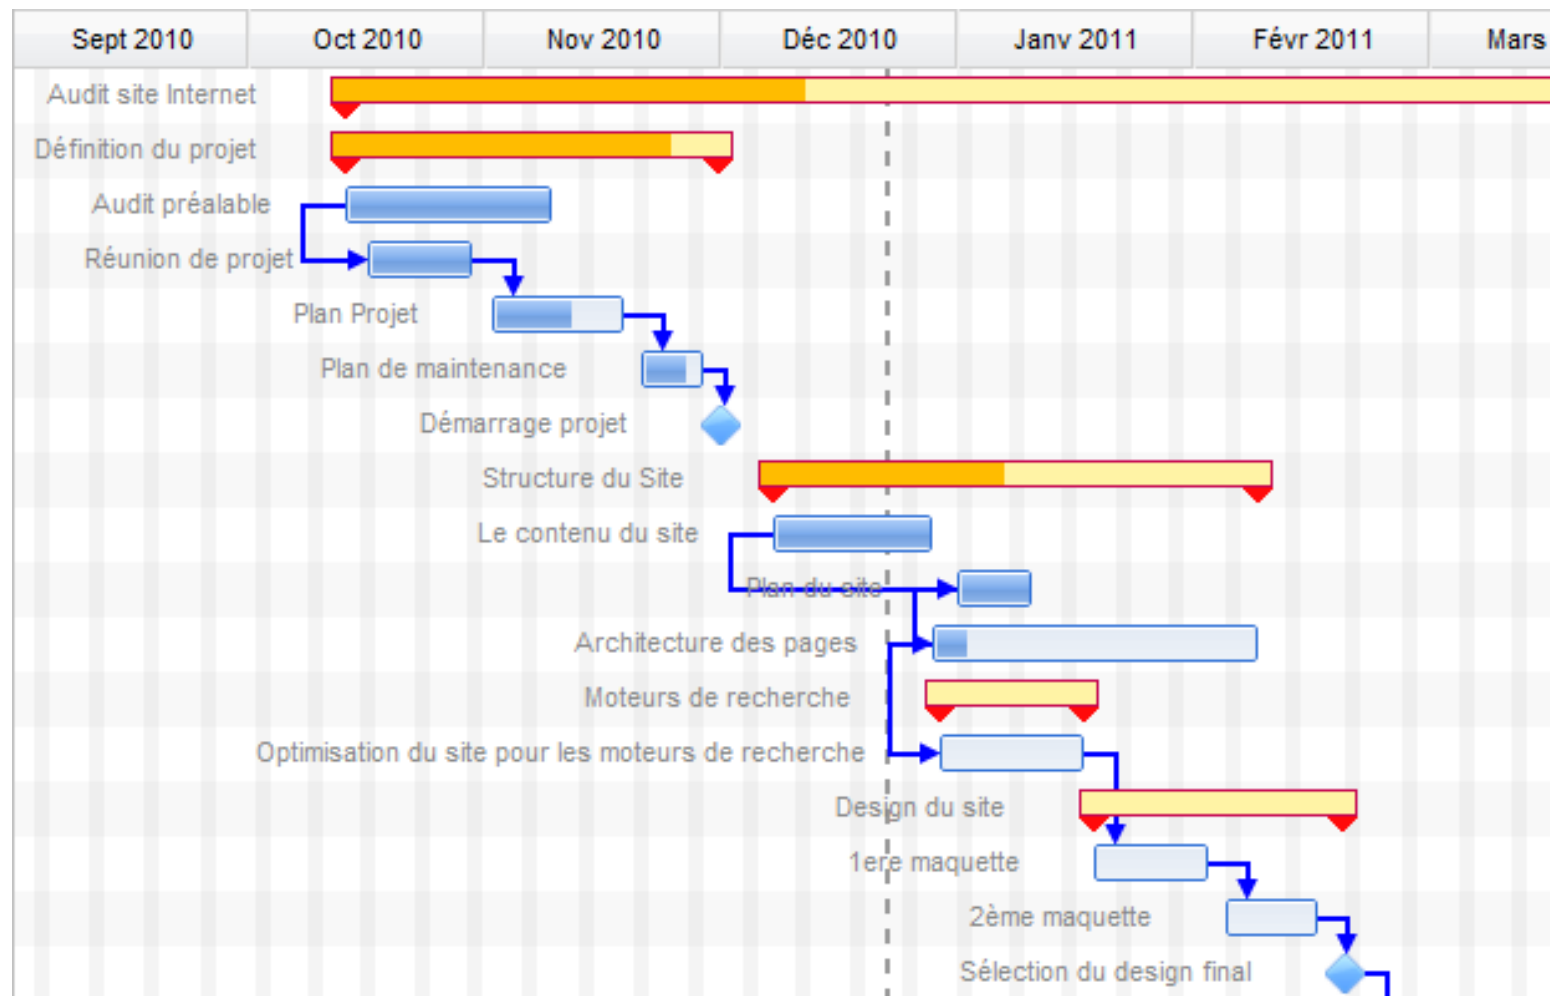 Sept 2010 Oct 2010 Nov 2010 Déc 2010 Janv 2011 Févr 2011 Mars
Audit site Internet
Définition du projet
Audit préalable
Réunion de projet
Plan Projet
Plan de maintenance
Démarrage projet
Structure du Site
Le contenu du site
Plan du site
Architecture des pages
Moteurs de recherche
Optimisation du site pour les moteurs de recherche
Design du site
1ere maquette
2ème maquette
Sélection du design final